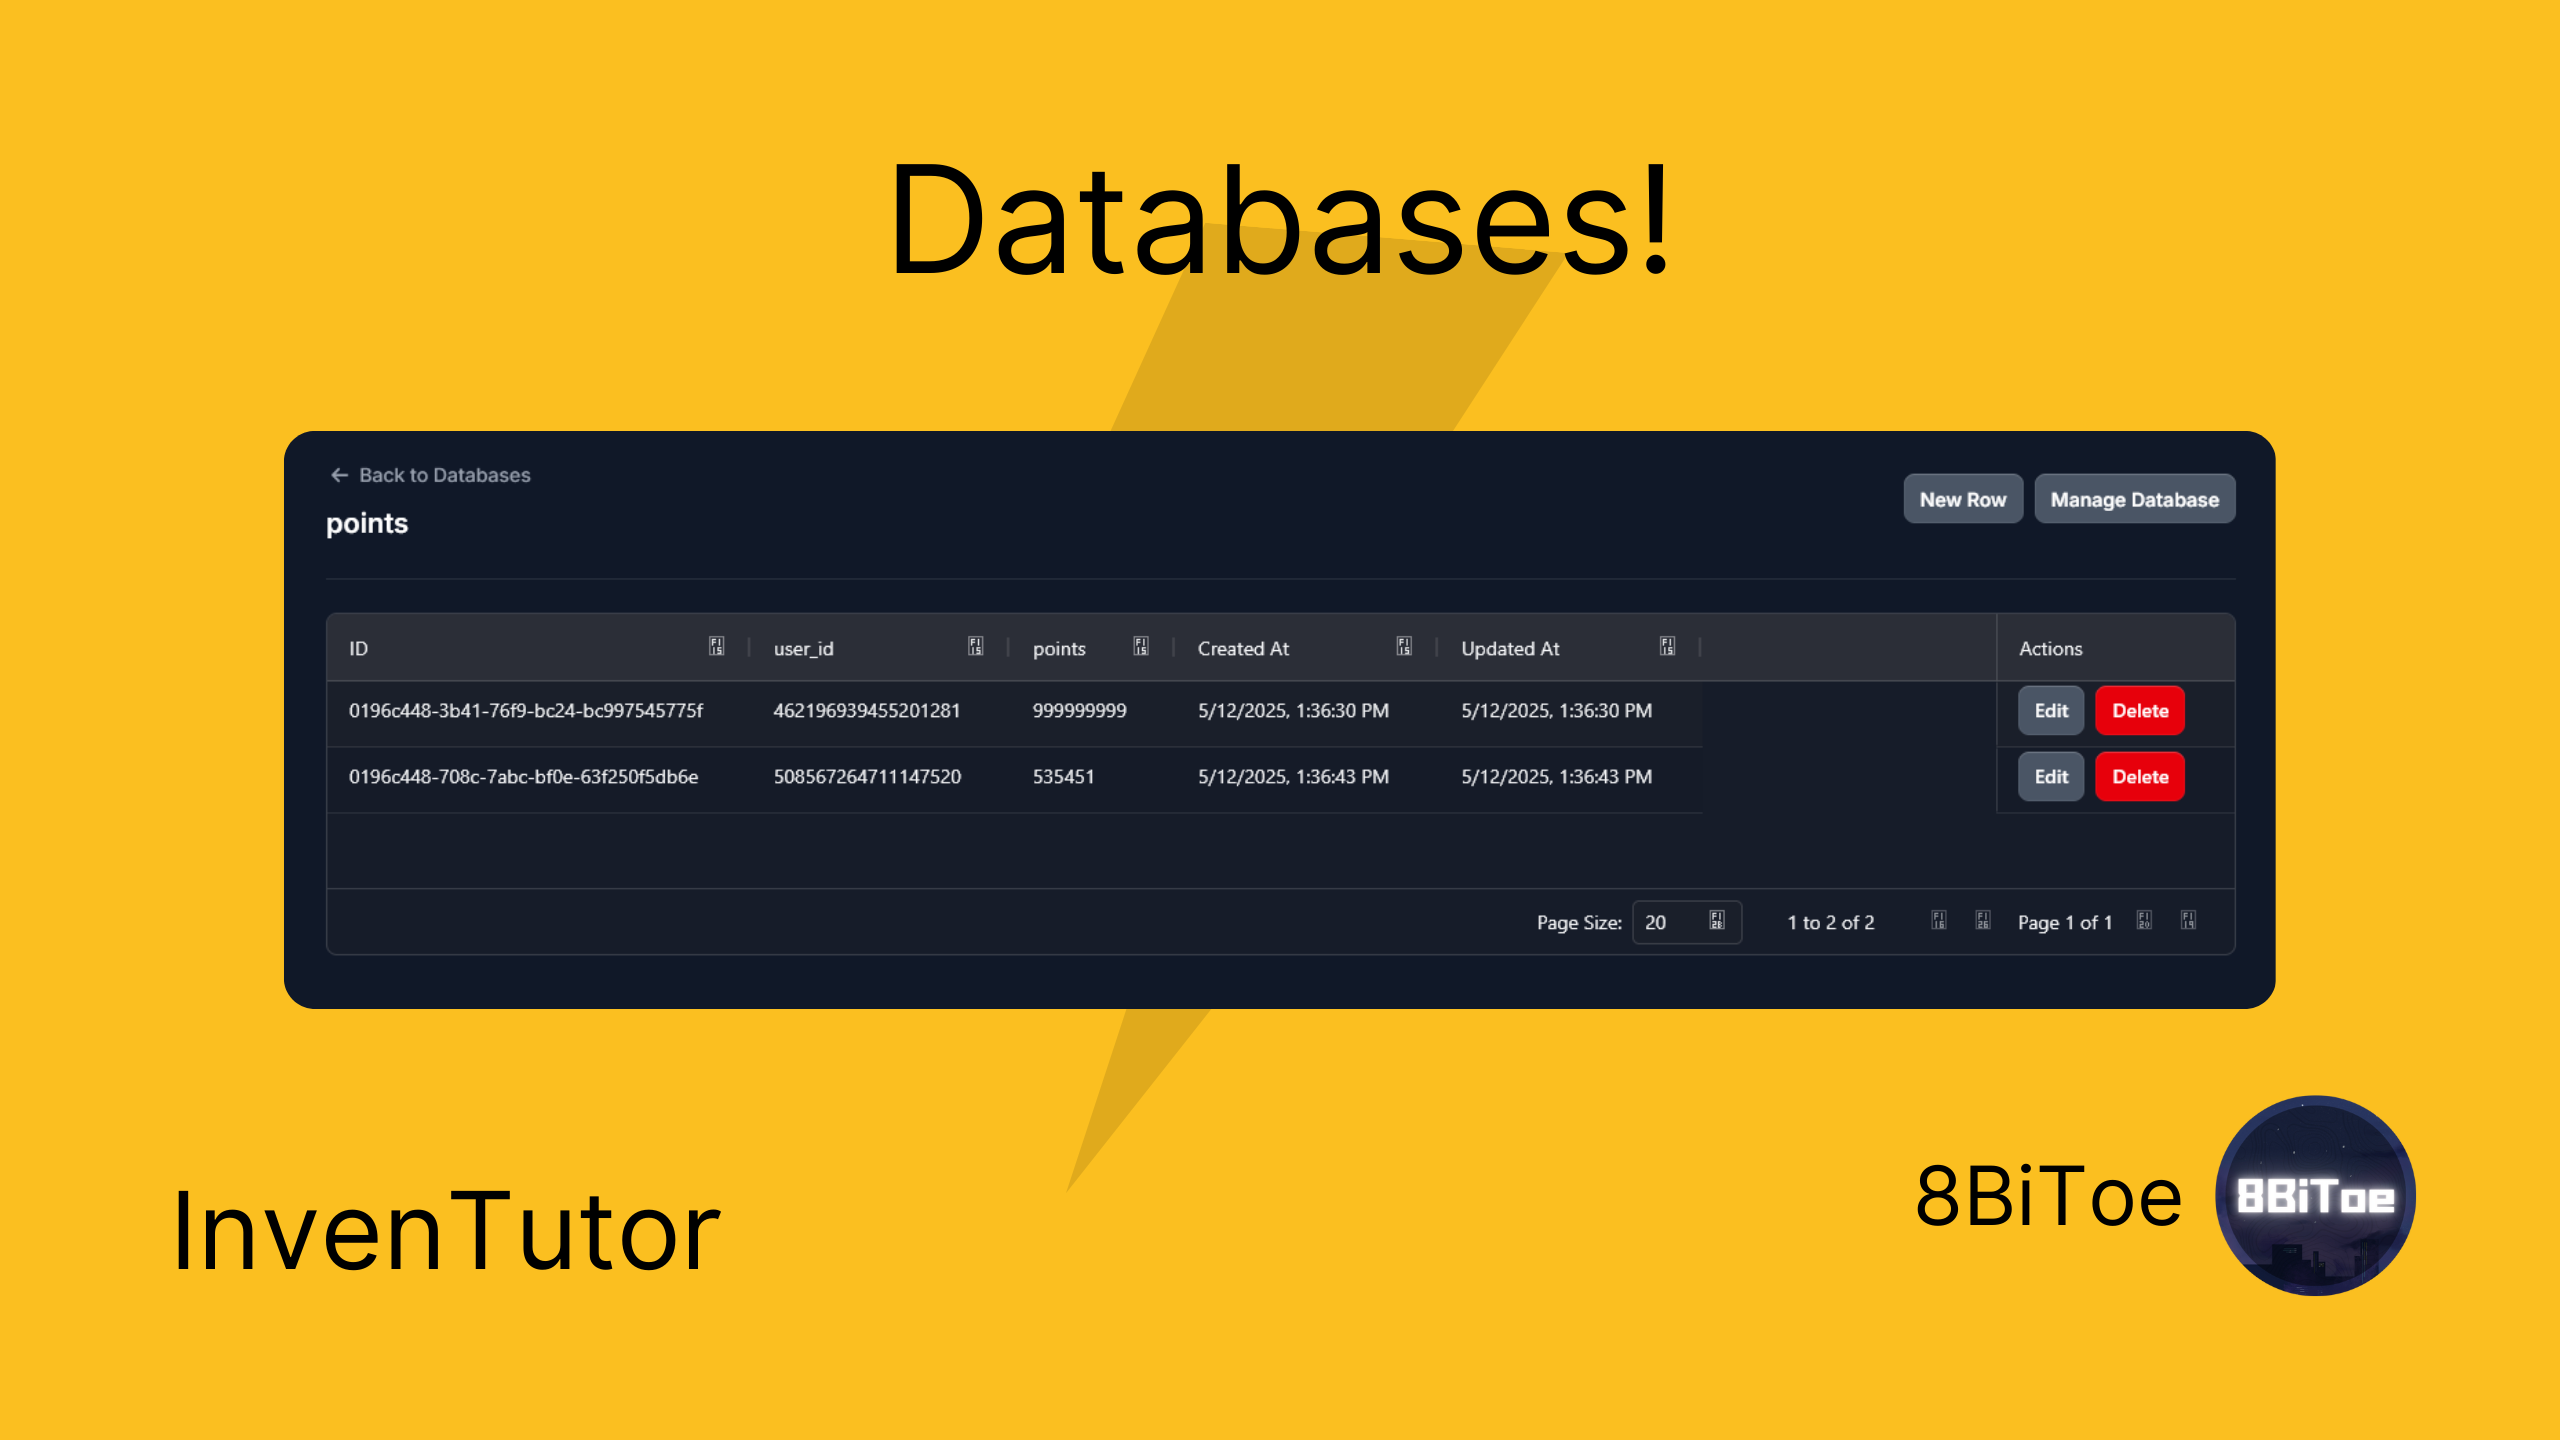 Databases!
← Back to Databases
points
New Row
Manage Database
ID user_id points Created At Updated At Actions
0196c448-3b41-76f9-bc24-bc997545775f 462196939455201281 999999999 5/12/2025, 1:36:30 PM 5/12/2025, 1:36:30 PM Edit Delete
0196c448-708c-7abc-bf0e-63f250f5db6e 508567264711147520 535451 5/12/2025, 1:36:43 PM 5/12/2025, 1:36:43 PM Edit Delete
Page Size: 20 1 to 2 of 2 Page 1 of 1
InvenTutor
8BiToe
8BiToe